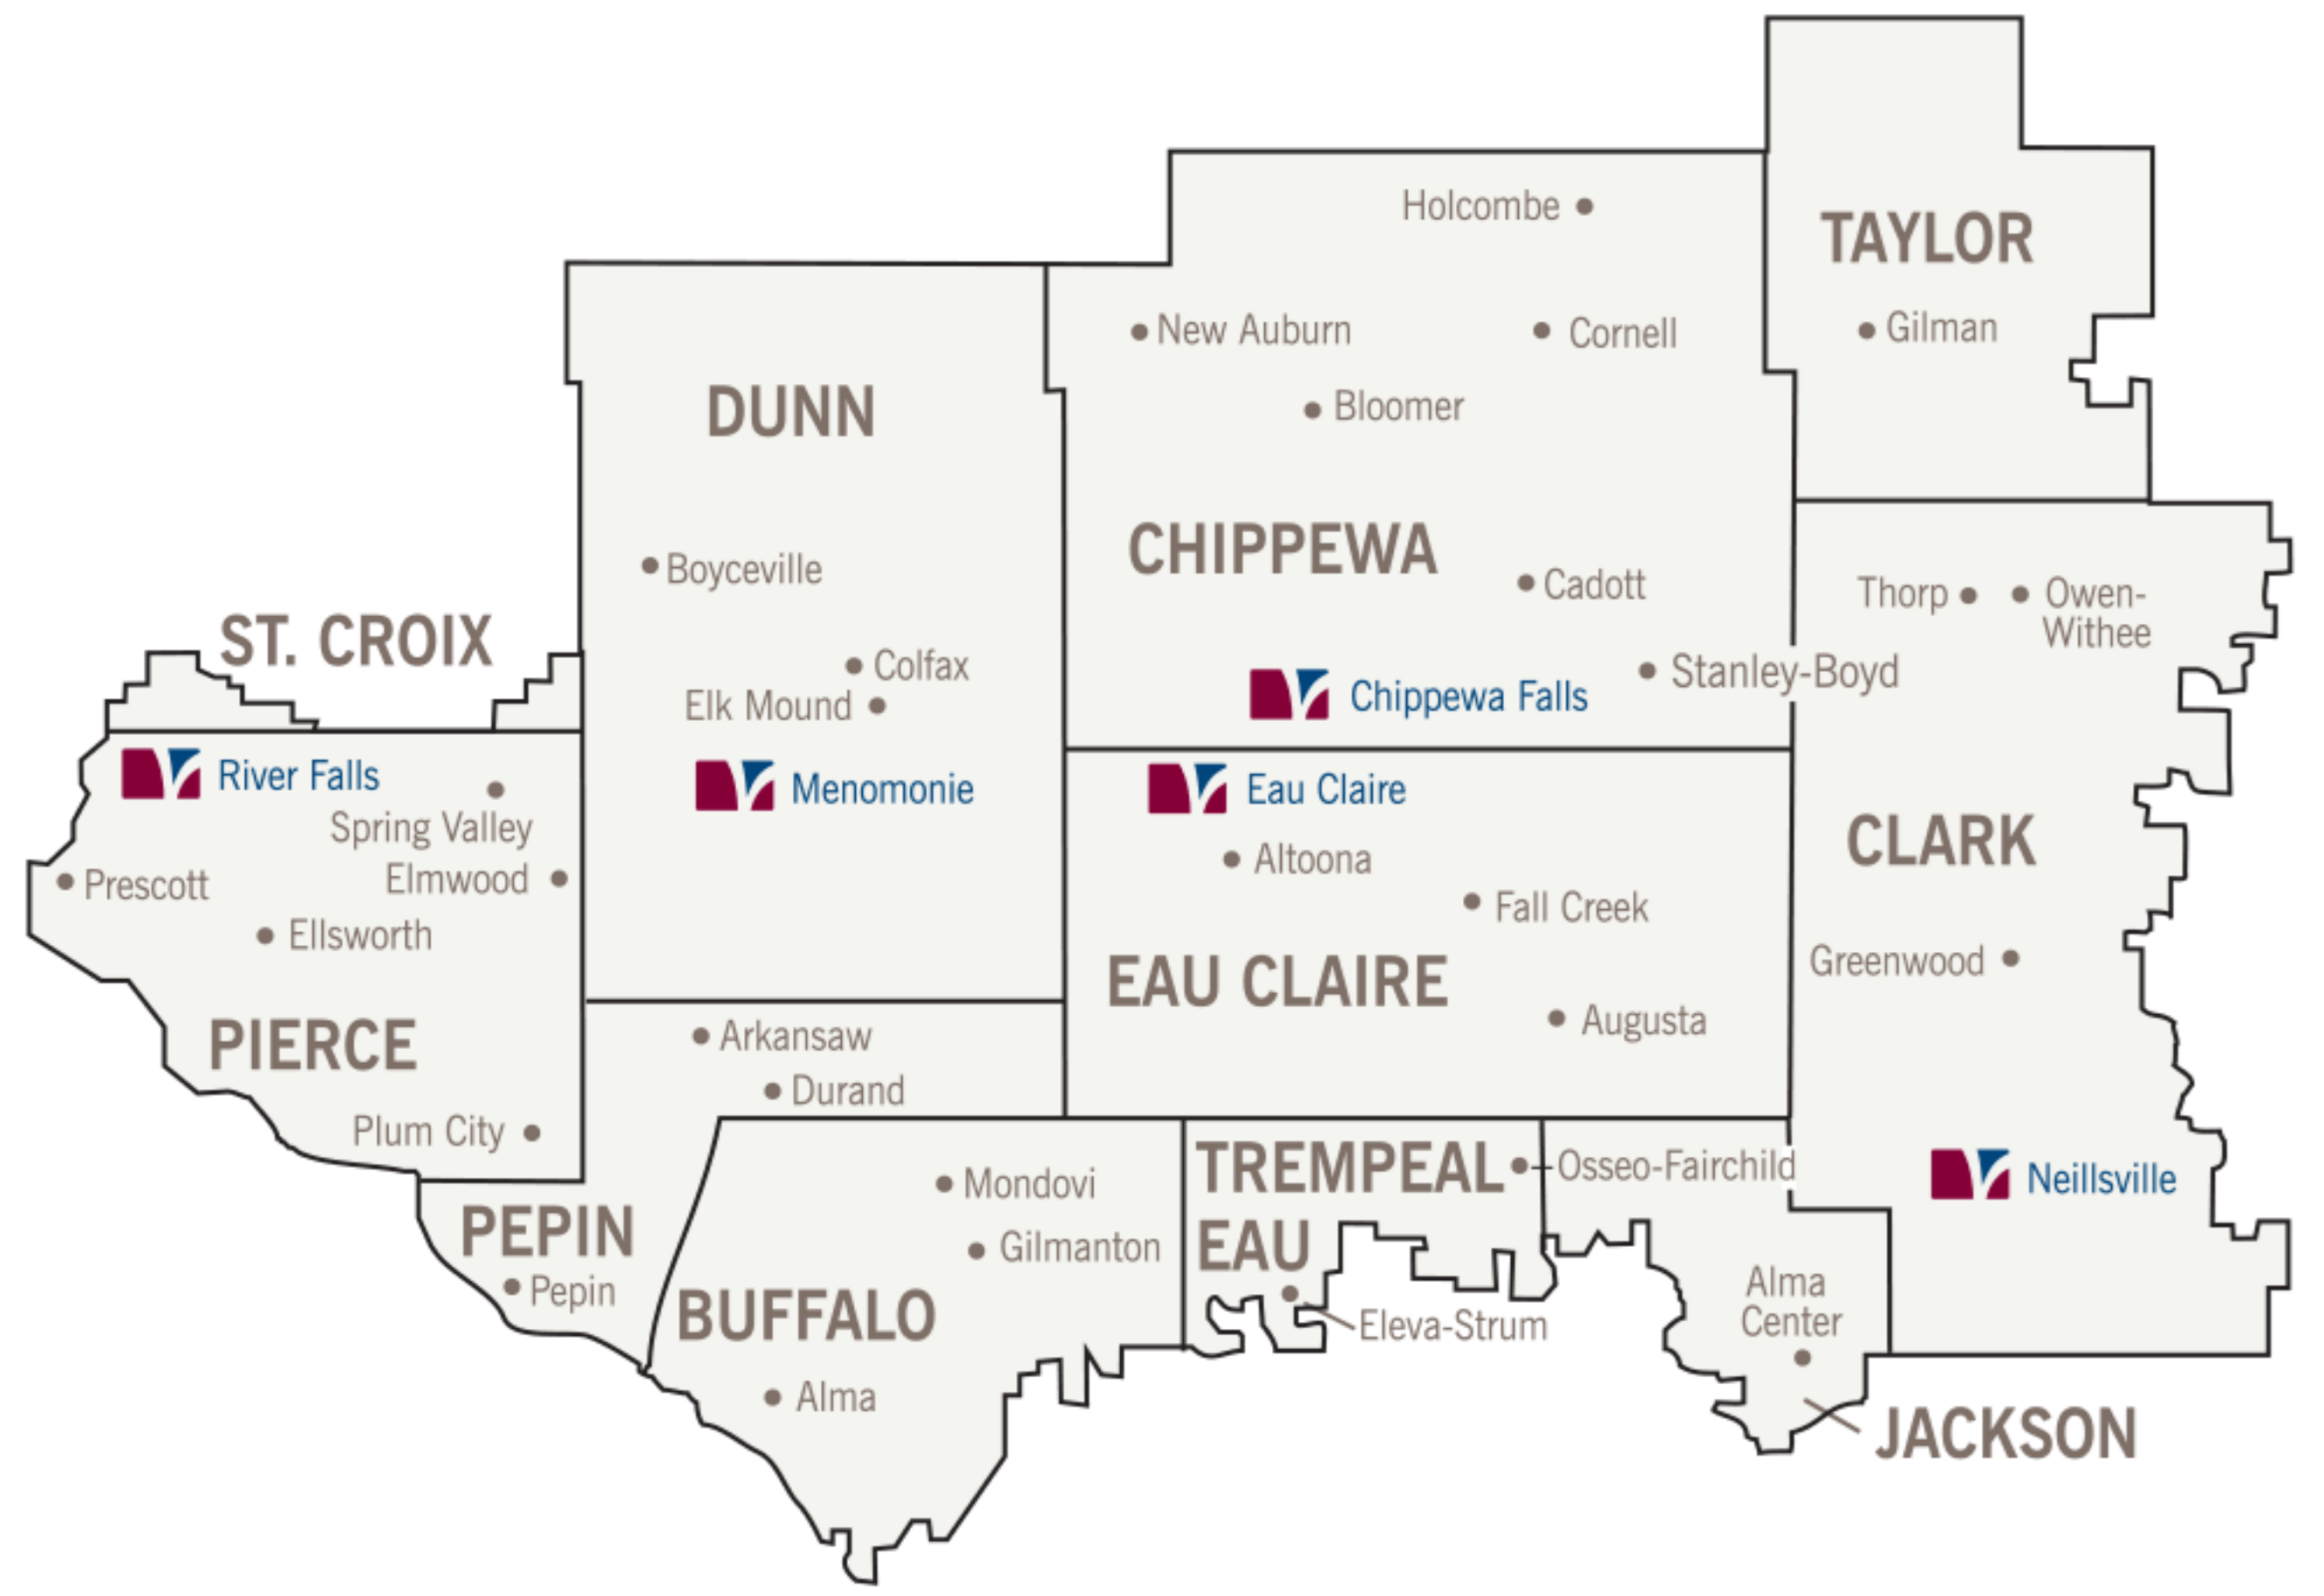 Holcombe
TAYLOR
New Auburn
Cornell
Gilman
DUNN
Bloomer
CHIPPEWA
Boyceville
Cadott
Thorp
Owen-
Withee
ST. CROIX
Colfax
Stanley-Boyd
Elk Mound
Chippewa Falls
River Falls
Menomonie
Eau Claire
Spring Valley
CLARK
Altoona
Elmwood
Prescott
Fall Creek
Ellsworth
Greenwood
EAU CLAIRE
Augusta
Arkansaw
PIERCE
Durand
Plum City
TREMPEAL
EAU
Osseo-Fairchild
Neillsville
Mondovi
PEPIN
Gilmanton
Pepin
Alma
Center
BUFFALO
Eleva-Strum
Alma
JACKSON